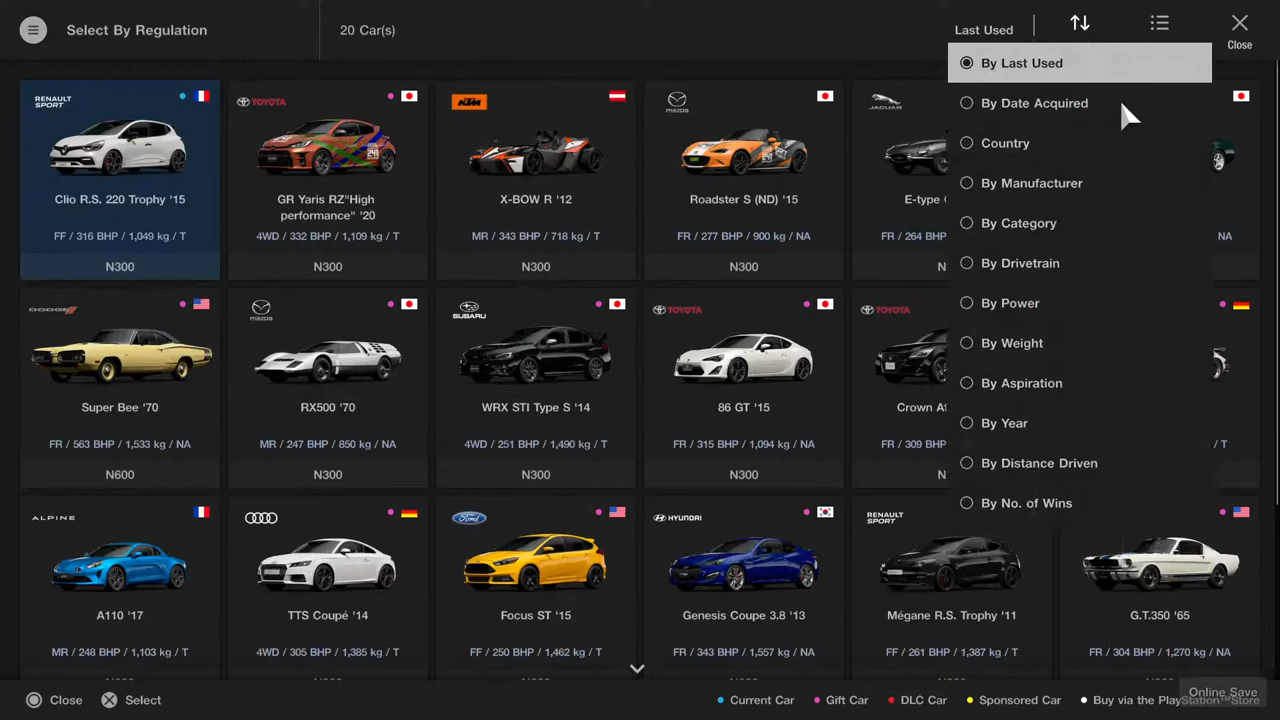 Select By Regulation
20 Car(s)
Last Used
Close
By Last Used
By Date Acquired
Country
By Manufacturer
By Category
By Drivetrain
By Power
By Weight
By Aspiration
By Year
By Distance Driven
By No. of Wins
RENAULT
SPORT
Clio R.S. 220 Trophy '15
FF / 316 BHP / 1,049 kg / T
N300
TOYOTA
GR Yaris RZ"High
performance" '20
4WD / 332 BHP / 1,109 kg / T
N300
KTM
X-BOW R '12
MR / 343 BHP / 718 kg / T
N300
mazda
Roadster S (ND) '15
FR / 277 BHP / 900 kg / NA
N300
JAGUAR
E-type
FR / 264
NA
DODGE
Super Bee '70
FR / 563 BHP / 1,533 kg / NA
N600
mazda
RX500 '70
MR / 247 BHP / 850 kg / NA
N300
SUBARU
WRX STI Type S '14
4WD / 251 BHP / 1,490 kg / T
N300
TOYOTA
86 GT '15
FR / 315 BHP / 1,094 kg / NA
N300
TOYOTA
Crown
FR / 309
/ T
ALPINE
A110 '17
MR / 248 BHP / 1,103 kg / T
TTS Coupé '14
4WD / 305 BHP / 1,385 kg / T
Ford
Focus ST '15
FF / 250 BHP / 1,462 kg / T
HYUNDAI
Genesis Coupe 3.8 '13
FR / 343 BHP / 1,557 kg / NA
RENAULT
SPORT
Mégane R.S. Trophy '11
FF / 261 BHP / 1,387 kg / T
G.T.350 '65
FR / 304 BHP / 1,270 kg / NA
Close
Select
Current Car
Gift Car
DLC Car
Sponsored Car
Buy via the PlayStation™Store
Online Save